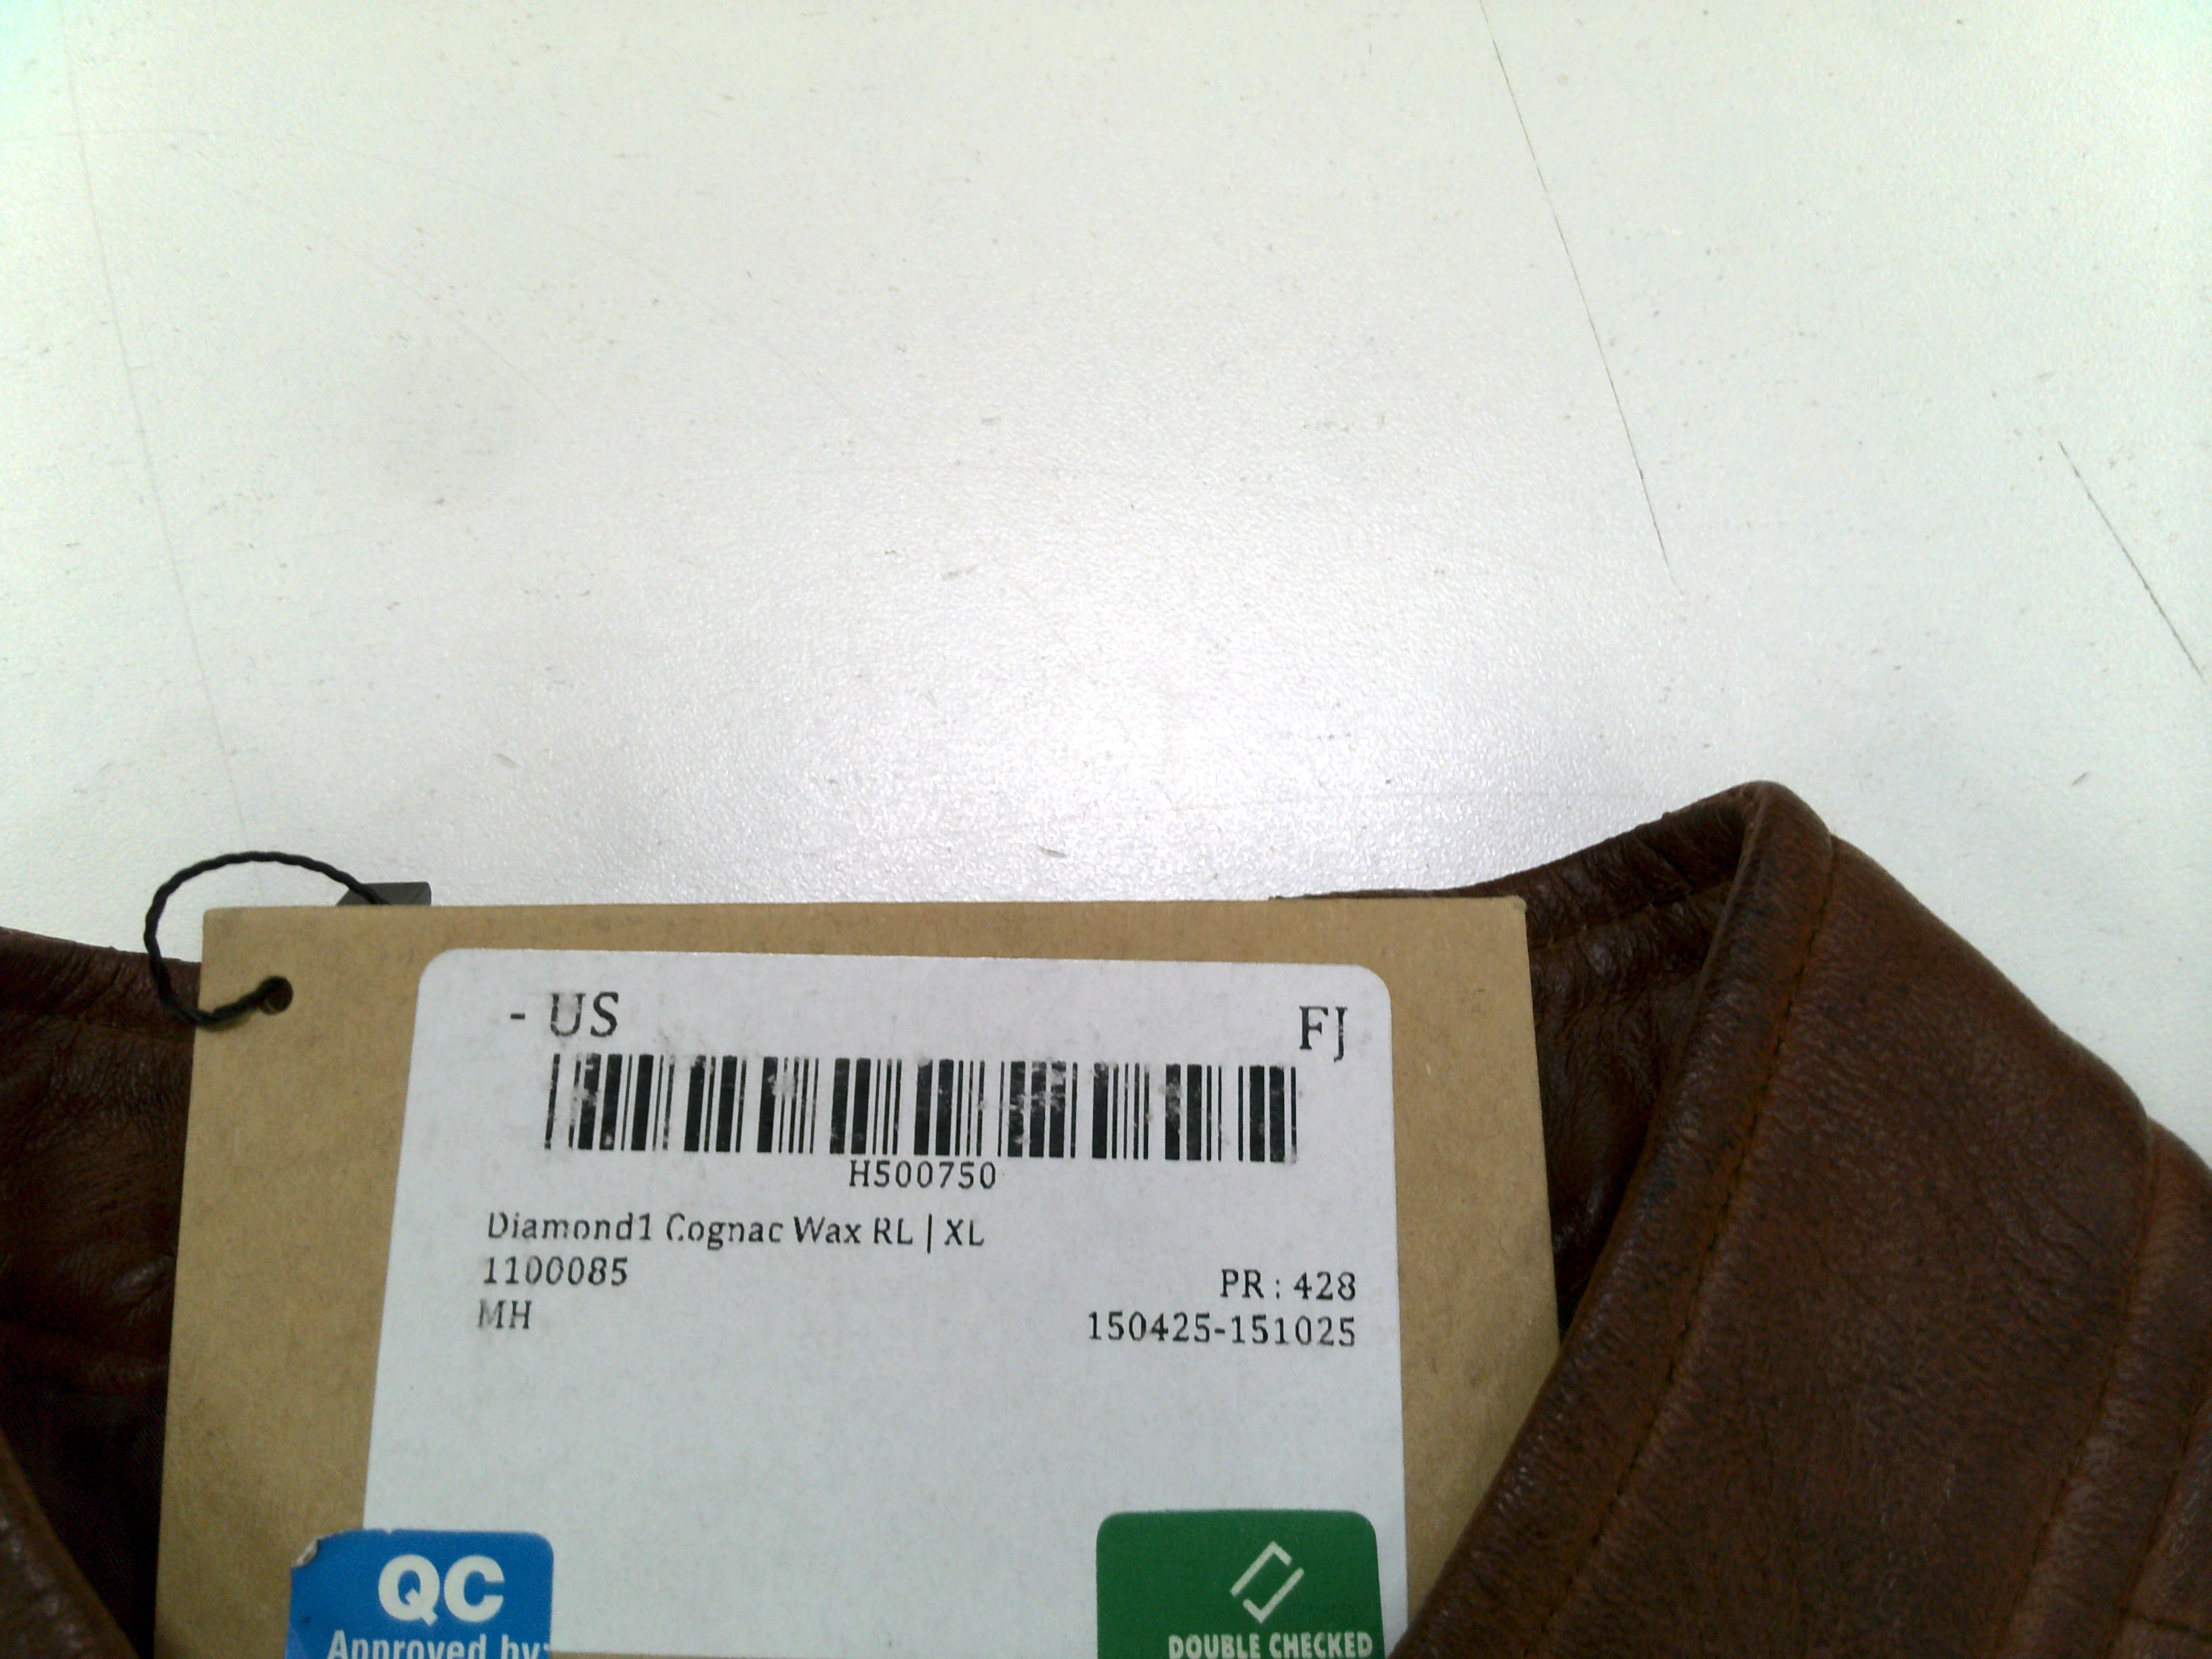 - US FJ
H500750
Diamond1 Cognac Wax RL | XL
1100085
PR : 428
MH
150425-151025
QC
Approved by:
DOUBLE CHECKED